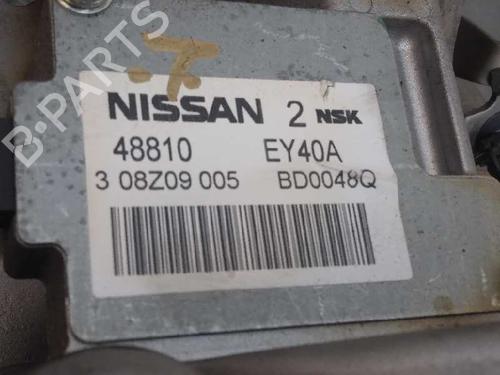 B-PARTS
NISSAN 2 NSK
48810 EY40A
3 08Z09 005 BD0048Q